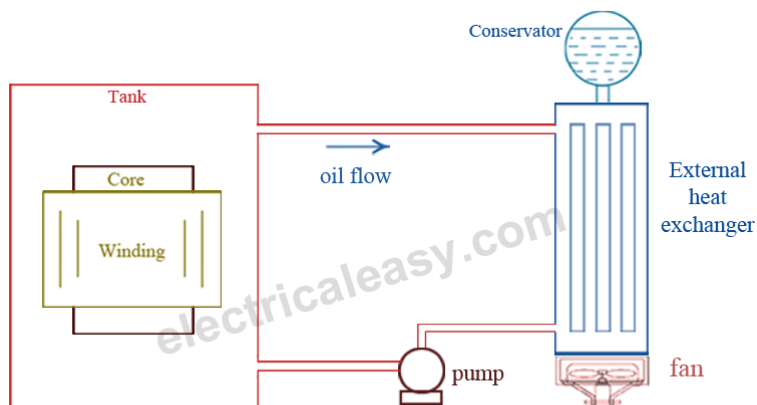 Conservator
Tank
oil flow
Core
Winding
External
heat
exchanger
electricaleasy.com
pump
fan